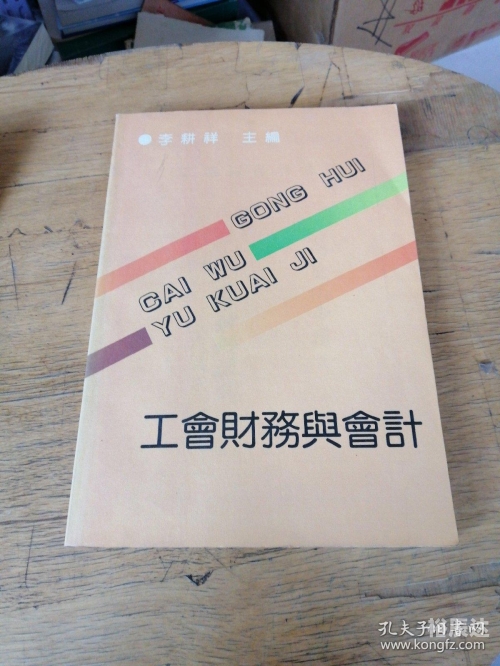 ● 李耕祥 主編
GONG HUI
CAI WU
YU KUAI JI
工會財務與會計
孔夫子旧书网
www.kongfz.com